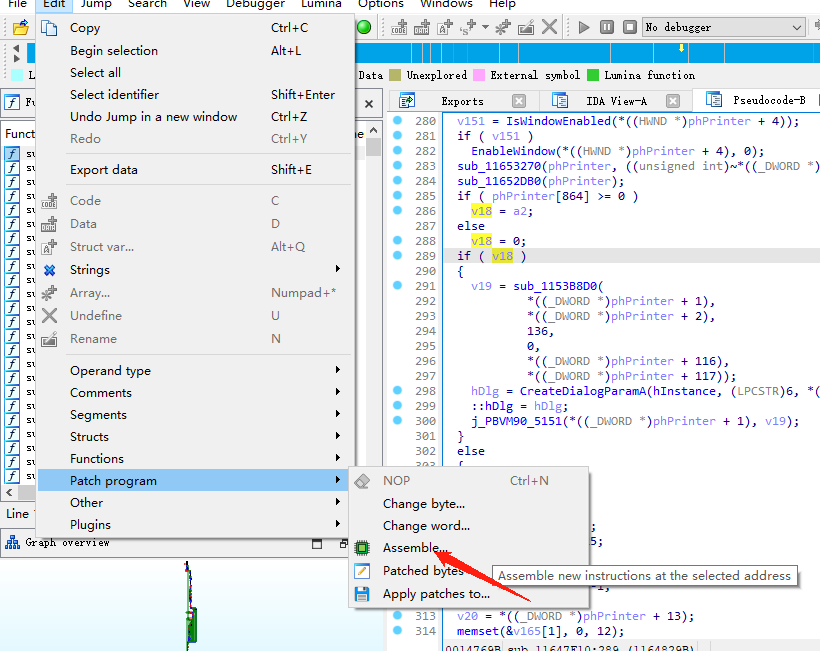 File Edit Jump Search View Debugger Lumina Options Windows Help
No debugger
Copy Ctrl+C
Begin selection Alt+L
Select all
Select identifier Shift+Enter
Undo Jump in a new window Ctrl+Z
Redo
Export data Shift+E
Code C
Data D
Struct var... Alt+Q
Strings
Array... Numpad+*
Undefine U
Rename N
Operand type
Comments
Segments
Structs
Functions
Patch program
Other
Plugins
Data Unexplored External symbol Lumina function
Exports IDA View-A Pseudocode-B
Funct
Line
Graph overview
280 v151 = IsWindowEnabled(*((HWND *)phPrinter + 4));
281 if ( v151 )
282 EnableWindow(*((HWND *)phPrinter + 4), 0);
283 sub_11653270(phPrinter, ((unsigned int)~*((_DWORD *)
284 sub_11652DB0(phPrinter);
285 if ( phPrinter[864] >= 0 )
286 v18 = a2;
287 else
288 v18 = 0;
289 if ( v18 )
290 {
291 v19 = sub_1153B8D0(
292 *((_DWORD *)phPrinter + 1),
293 *((_DWORD *)phPrinter + 2),
294 136,
295 0,
296 *((_DWORD *)phPrinter + 116),
297 *((_DWORD *)phPrinter + 117));
298 hDlg = CreateDialogParamA(hInstance, (LPCSTR)6, *(
299 ::hDlg = hDlg;
300 j_PBVM90_5151(*((_DWORD *)phPrinter + 1), v19);
301 }
302 else
NOP Ctrl+N
Change byte...
Change word...
Assemble...
Patched bytes
Apply patches to...
Assemble new instructions at the selected address
313 v20 = *((_DWORD *)phPrinter + 13);
314 memset(&v165[1], 0, 12);
0014769B sub_11647F10:289 (1164829B)